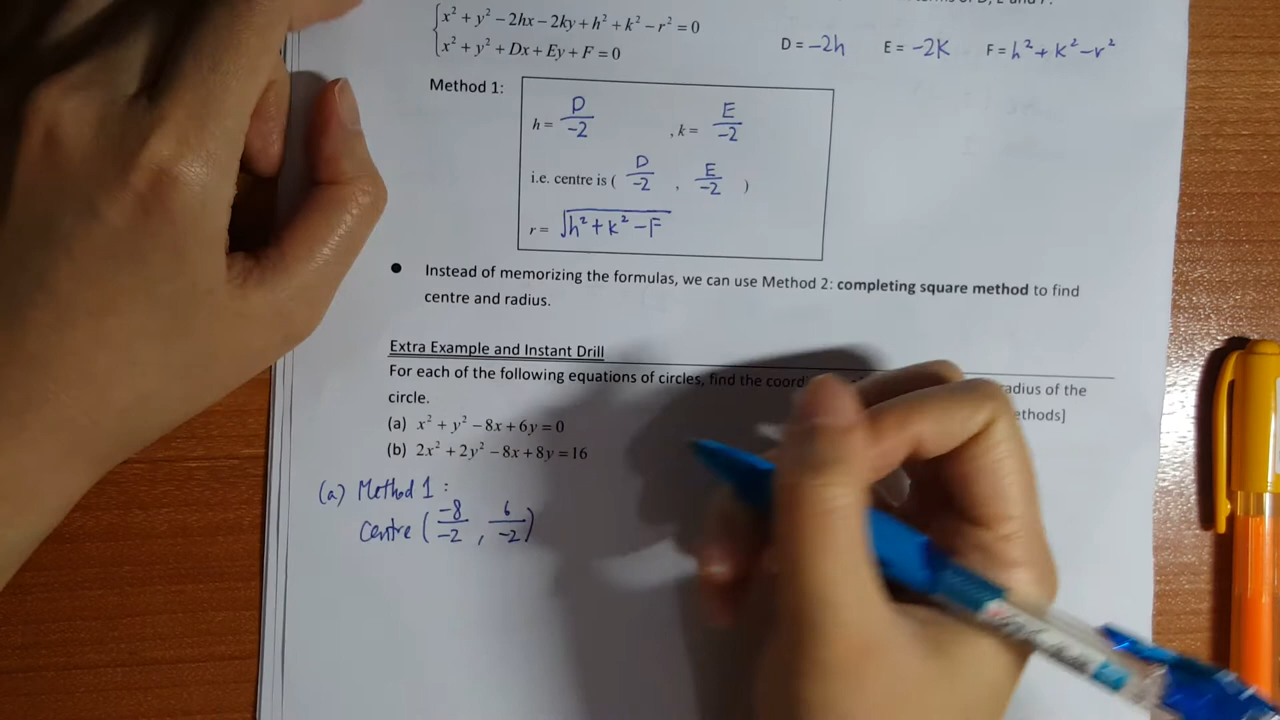 terms of D, E and F.
x² + y² − 2hx − 2ky + h² + k² − r² = 0
x² + y² + Dx + Ey + F = 0
D = −2h E = −2k F = h² + k² − r²
Method 1:
h = D/−2 , k = E/−2
i.e. centre is ( D/−2 , E/−2 )
r = √(h² + k² − F)
● Instead of memorizing the formulas, we can use Method 2: completing square method to find
centre and radius.
Extra Example and Instant Drill
For each of the following equations of circles, find the radius of the
circle.
(a) x² + y² − 8x + 6y = 0
(b) 2x² + 2y² − 8x + 8y = 16
(a) Method 1 :
Centre ( −8/−2 , 6/−2 )